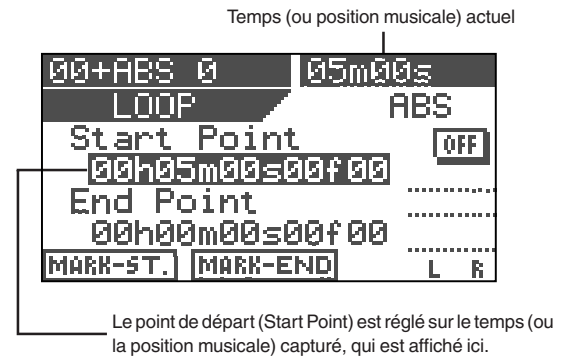 Temps (ou position musicale) actuel
00+ABS 0 05m00s
LOOP ABS
Start Point OFF
00h05m00s00f00
End Point
00h00m00s00f00
MARK-ST. MARK-END L R
Le point de départ (Start Point) est réglé sur le temps (ou
la position musicale) capturé, qui est affiché ici.